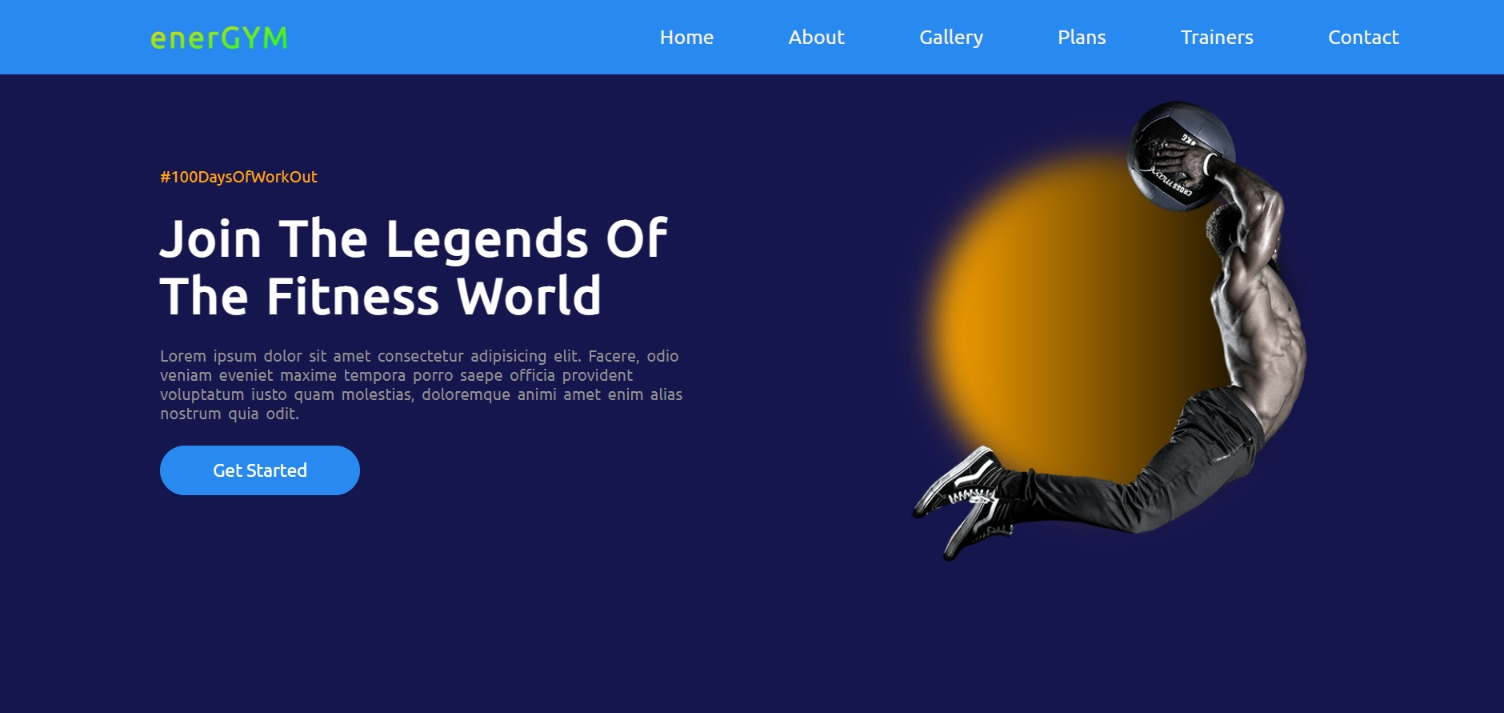 enerGYM
Home About Gallery Plans Trainers Contact
#100DaysOfWorkOut
Join The Legends Of
The Fitness World
Lorem ipsum dolor sit amet consectetur adipisicing elit. Facere, odio
veniam eveniet maxime tempora porro saepe officia provident
voluptatum iusto quam molestias, doloremque animi amet enim alias
nostrum quia odit.
Get Started
KG
CROSS MAXX